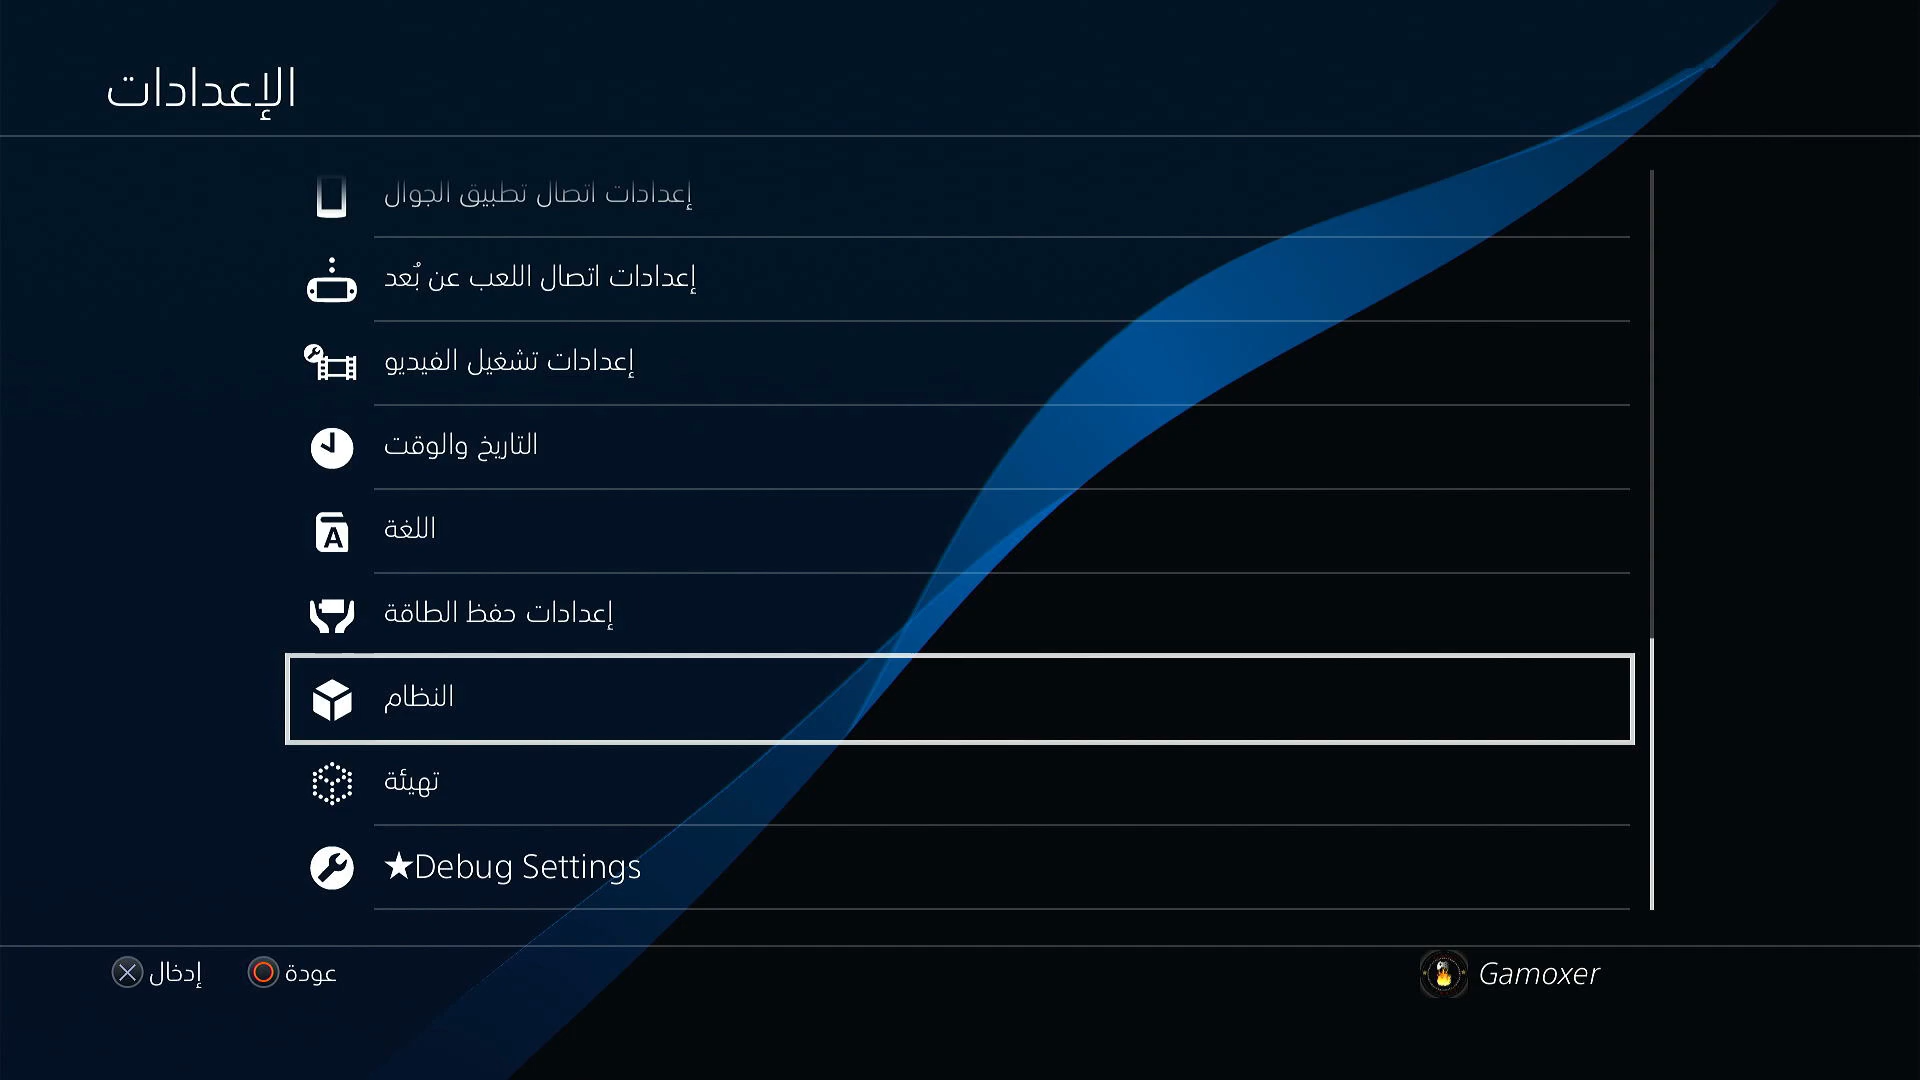 الإعدادات
إعدادات اتصال تطبيق الجوال
إعدادات اتصال اللعب عن بُعد
إعدادات تشغيل الفيديو
التاريخ والوقت
A
اللغة
إعدادات حفظ الطاقة
النظام
تهيئة
★Debug Settings
إدخال
عودة
Gamoxer